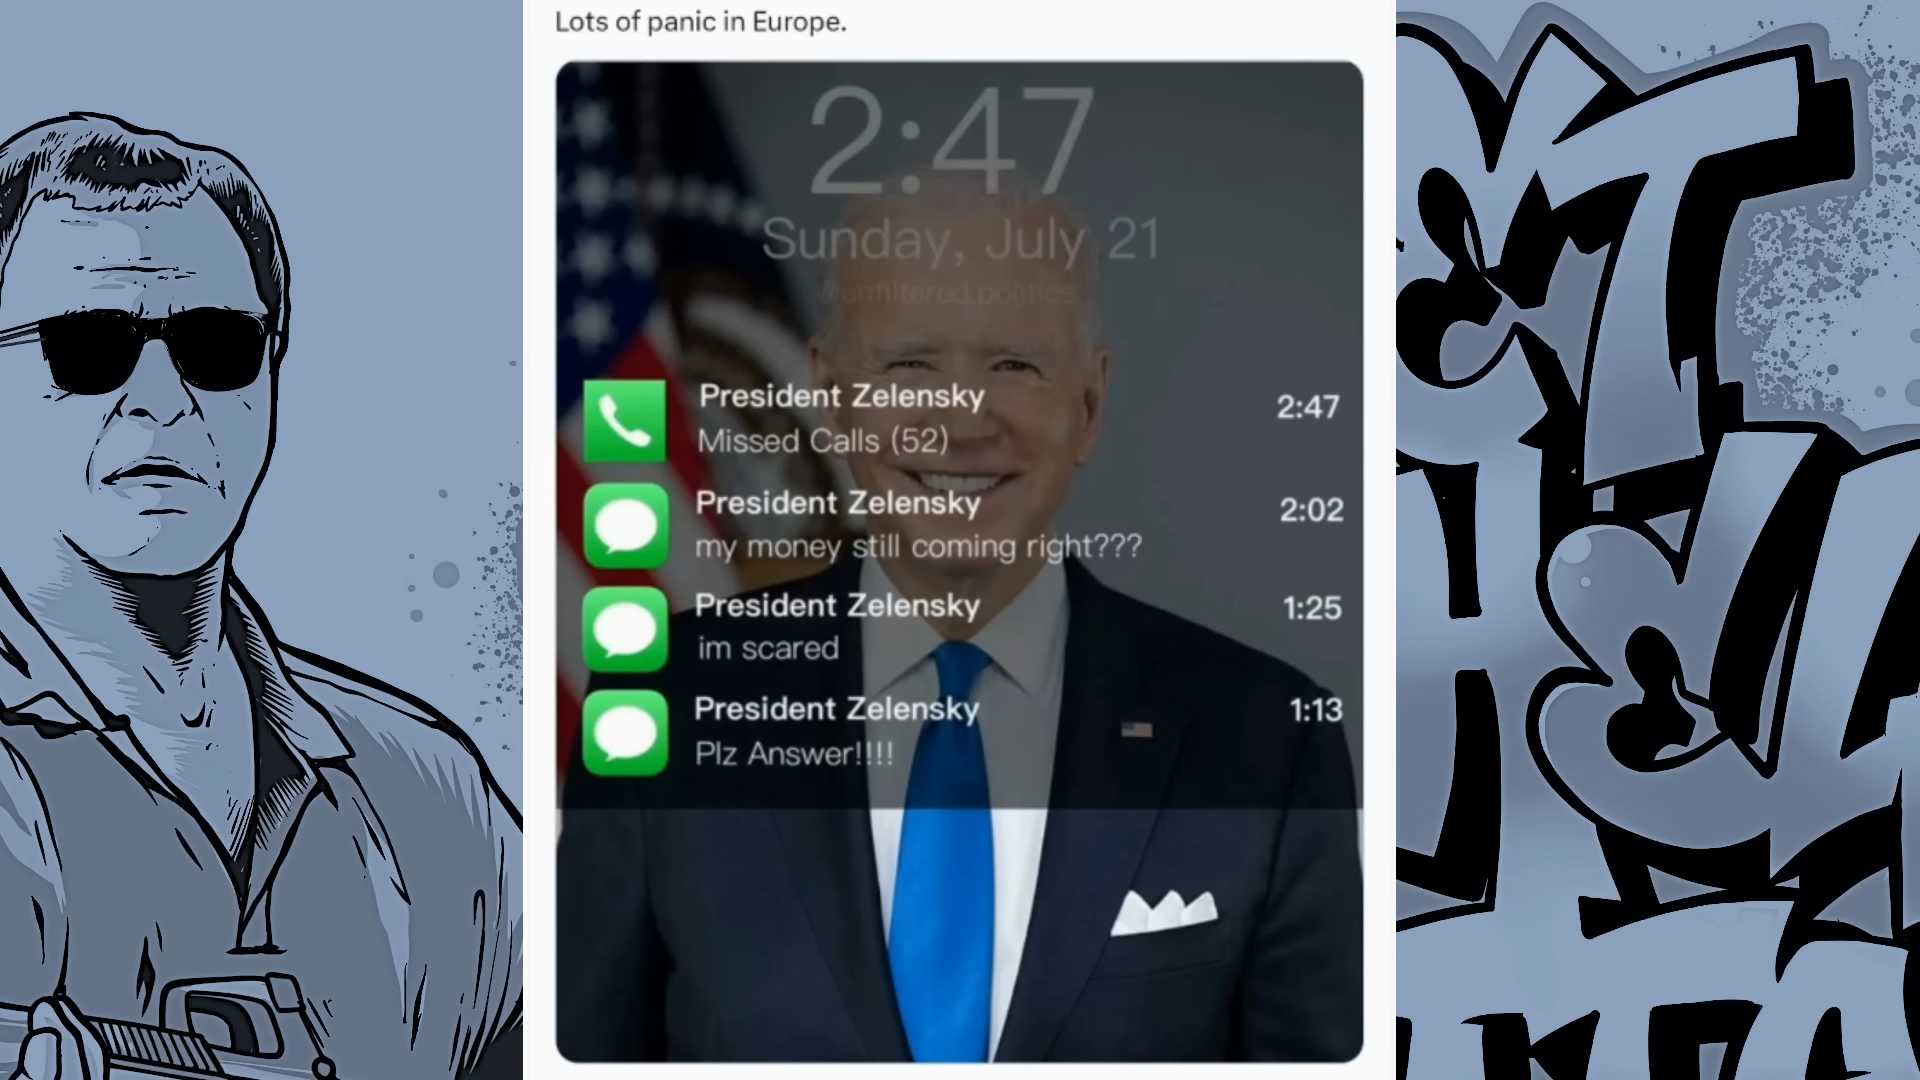 Lots of panic in Europe.
2:47
Sunday, July 21
@unfiltered.politics
President Zelensky
2:47
Missed Calls (52)
President Zelensky
2:02
my money still coming right???
President Zelensky
1:25
im scared
President Zelensky
1:13
Plz Answer!!!!